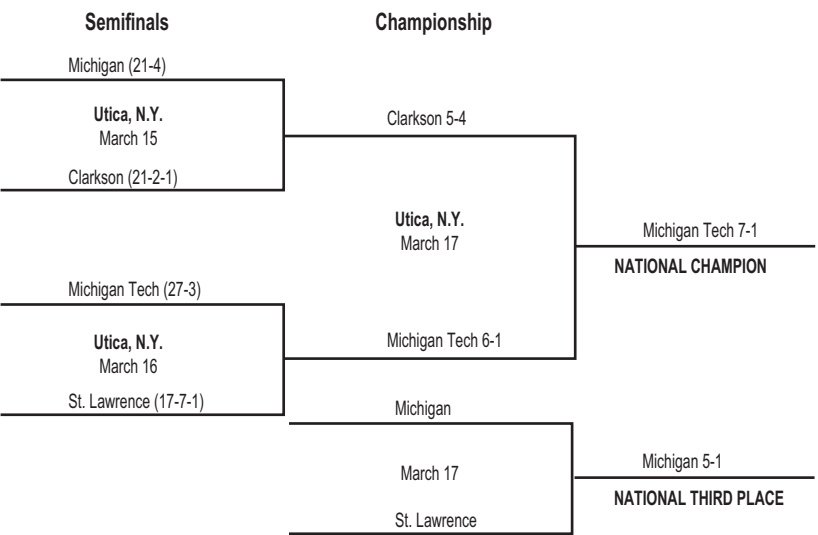 Semifinals
Championship
Michigan (21-4)
Utica, N.Y.
March 15
Clarkson (21-2-1)
Clarkson 5-4
Utica, N.Y.
March 17
Michigan Tech 7-1
NATIONAL CHAMPION
Michigan Tech (27-3)
Utica, N.Y.
March 16
St. Lawrence (17-7-1)
Michigan Tech 6-1
Michigan
March 17
St. Lawrence
Michigan 5-1
NATIONAL THIRD PLACE